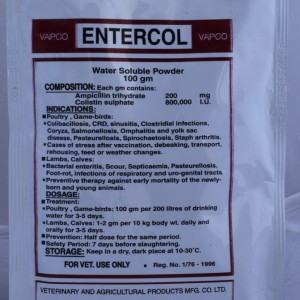 VAPCO ENTERCOL VAPCO
Water Soluble Powder
100 gm
COMPOSITION: Each gm contains:
Ampicillin trihydrate 200 mg
Colistin sulphate 800,000 I.U.
INDICATIONS:
Poultry, Game-birds:
Colibacillosis, CRD, sinusitis, Clostridial infections,
Coryza, Salmonellosis, Omphalitis and yolk sac
disease, Pasteurellosis, Spirochaetosis, Staph arthritis.
Cases of stress after vaccination, debeaking, transport,
rehousing, feed or weather changes.
Lambs, Calves:
Bacterial enteritis, Scour, Septicaemia, Pasteurellosis,
Foot-rot, infections of respiratory and uro-genital tracts.
Preventive therapy against early mortality of the newly-
born and young animals.
DOSAGE:
Treatment:
Poultry, Game-birds: 100 gm per 200 litres of drinking
water for 3-5 days.
Lambs, Calves: 1-2 gm per 10 kg body wt. daily and
orally for 3-5 days.
Prevention: Half dose for the same period.
Safety Period: 7 days before slaughtering.
STORAGE: Keep in a dry, dark place at 10-30°C.
FOR VET. USE ONLY • Reg. No. 1/76 - 1996
VETERINARY AND AGRICULTURAL PRODUCTS MFG. CO. LTD.